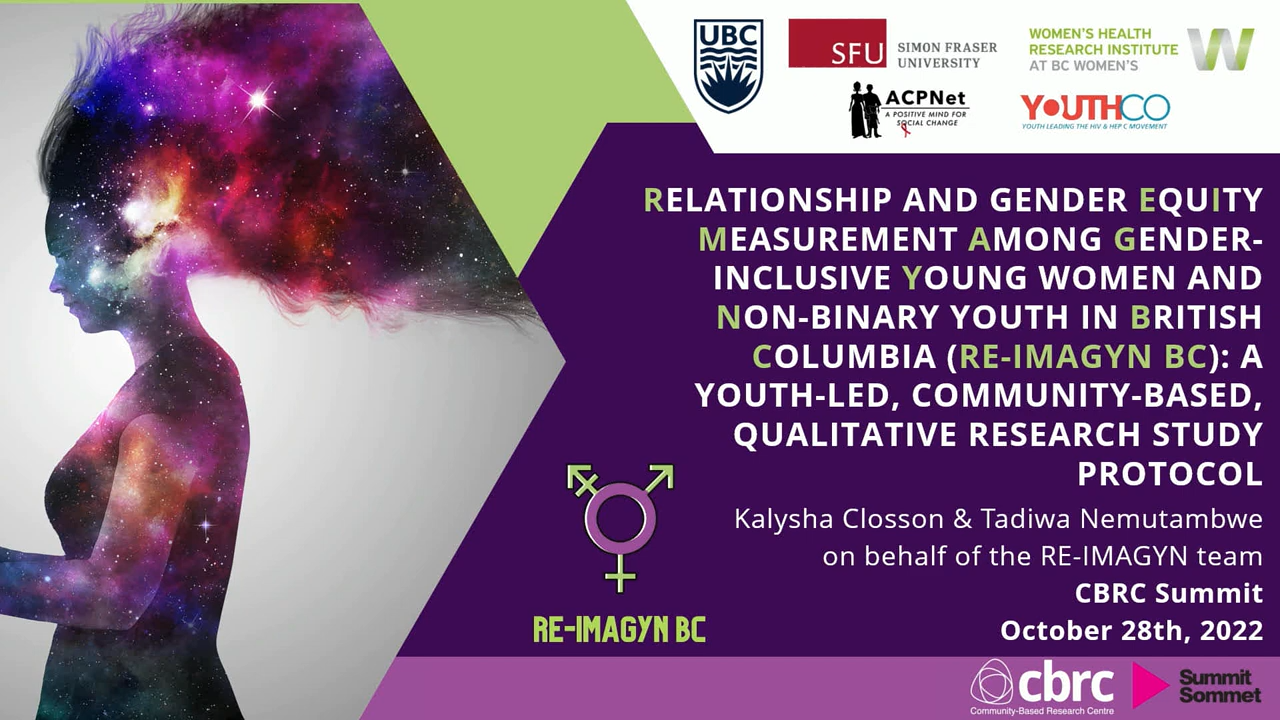 UBC
SFU
SIMON FRASER
UNIVERSITY
WOMEN'S HEALTH
RESEARCH INSTITUTE
AT BC WOMEN'S
W
ACPNet
A POSITIVE MIND FOR
SOCIAL CHANGE
YOUTHCO
YOUTH LEADING THE HIV & HEP C MOVEMENT
RELATIONSHIP AND GENDER EQUITY
MEASUREMENT AMONG GENDER-
INCLUSIVE YOUNG WOMEN AND
NON-BINARY YOUTH IN BRITISH
COLUMBIA (RE-IMAGYN BC): A
YOUTH-LED, COMMUNITY-BASED,
QUALITATIVE RESEARCH STUDY
PROTOCOL
Kalysha Closson & Tadiwa Nemutambwe
on behalf of the RE-IMAGYN team
CBRC Summit
October 28th, 2022
RE-IMAGYN BC
cbrc
Community-Based Research Centre
Summit
Sommet